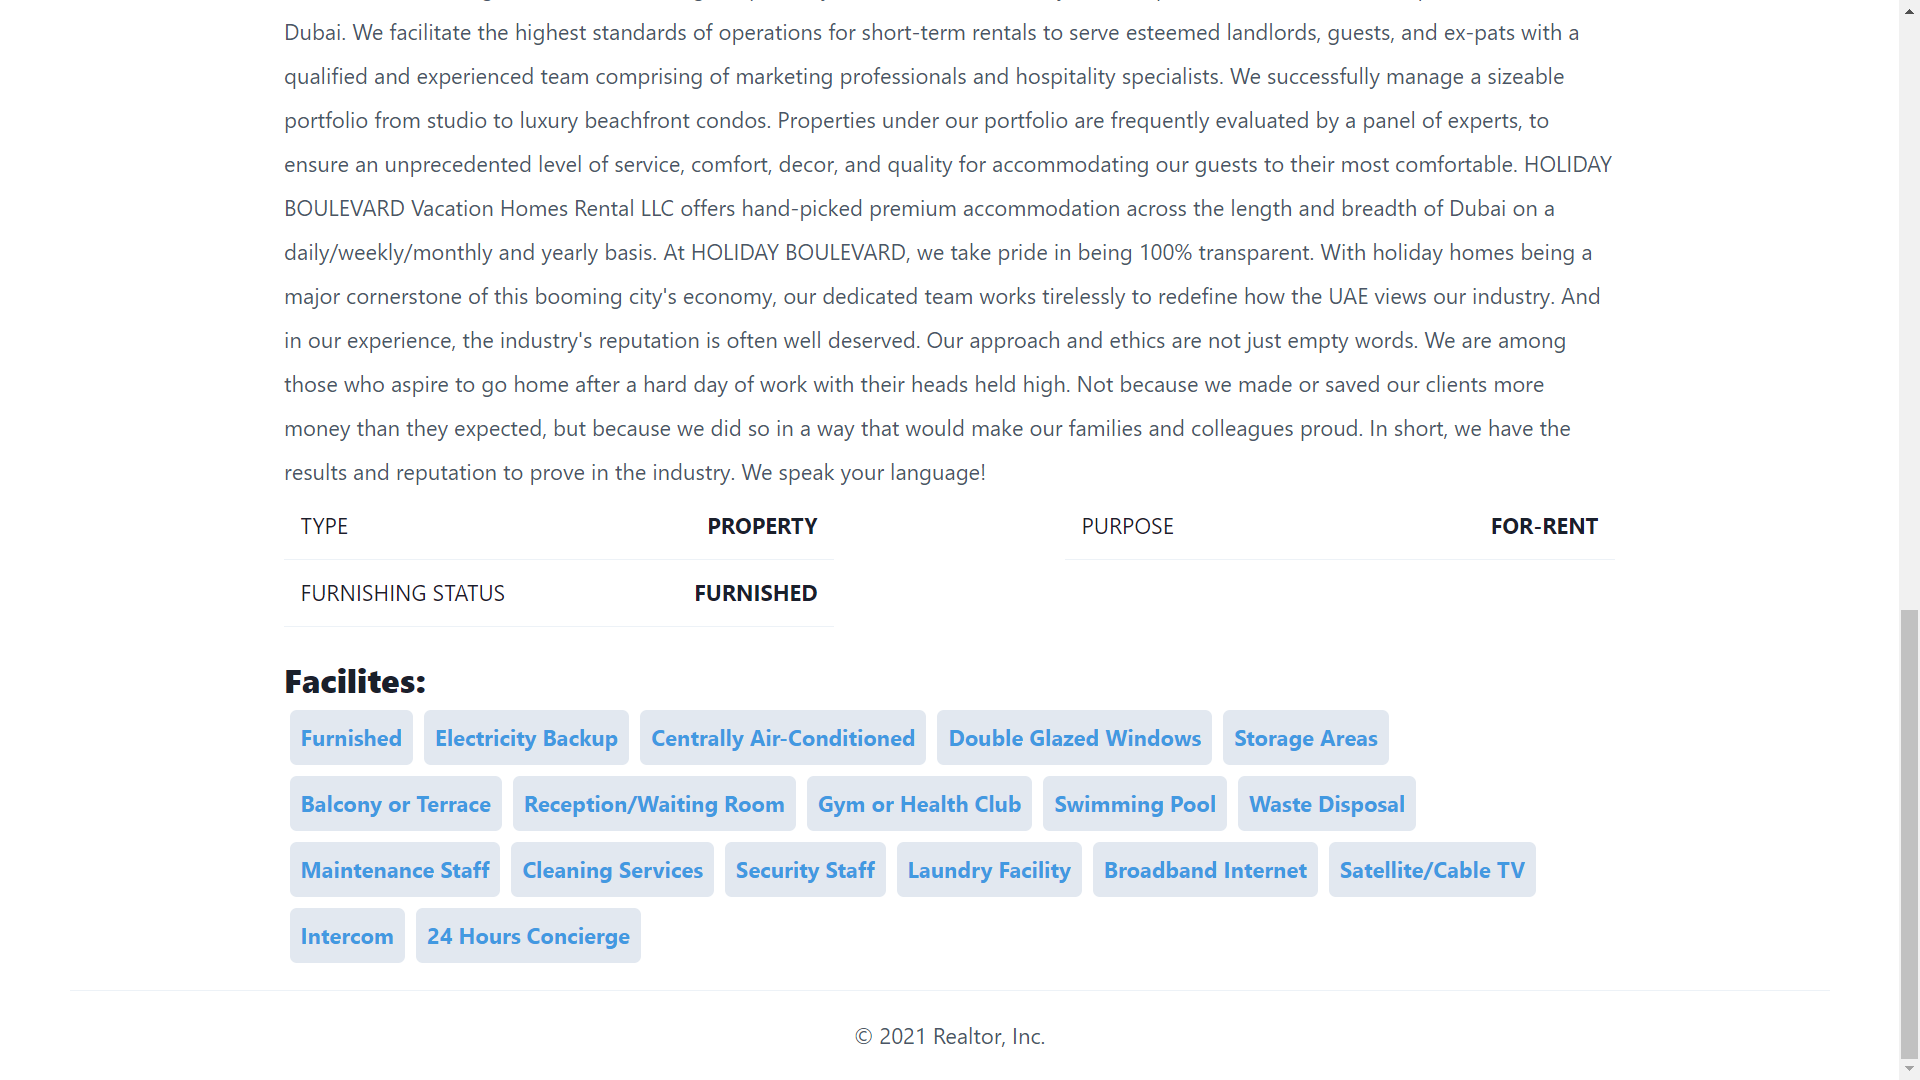 Dubai. We facilitate the highest standards of operations for short-term rentals to serve esteemed landlords, guests, and ex-pats with a
qualified and experienced team comprising of marketing professionals and hospitality specialists. We successfully manage a sizeable
portfolio from studio to luxury beachfront condos. Properties under our portfolio are frequently evaluated by a panel of experts, to
ensure an unprecedented level of service, comfort, decor, and quality for accommodating our guests to their most comfortable. HOLIDAY
BOULEVARD Vacation Homes Rental LLC offers hand-picked premium accommodation across the length and breadth of Dubai on a
daily/weekly/monthly and yearly basis. At HOLIDAY BOULEVARD, we take pride in being 100% transparent. With holiday homes being a
major cornerstone of this booming city's economy, our dedicated team works tirelessly to redefine how the UAE views our industry. And
in our experience, the industry's reputation is often well deserved. Our approach and ethics are not just empty words. We are among
those who aspire to go home after a hard day of work with their heads held high. Not because we made or saved our clients more
money than they expected, but because we did so in a way that would make our families and colleagues proud. In short, we have the
results and reputation to prove in the industry. We speak your language!
TYPE PROPERTY PURPOSE FOR-RENT
FURNISHING STATUS FURNISHED
Facilites:
Furnished Electricity Backup Centrally Air-Conditioned Double Glazed Windows Storage Areas
Balcony or Terrace Reception/Waiting Room Gym or Health Club Swimming Pool Waste Disposal
Maintenance Staff Cleaning Services Security Staff Laundry Facility Broadband Internet Satellite/Cable TV
Intercom 24 Hours Concierge
© 2021 Realtor, Inc.